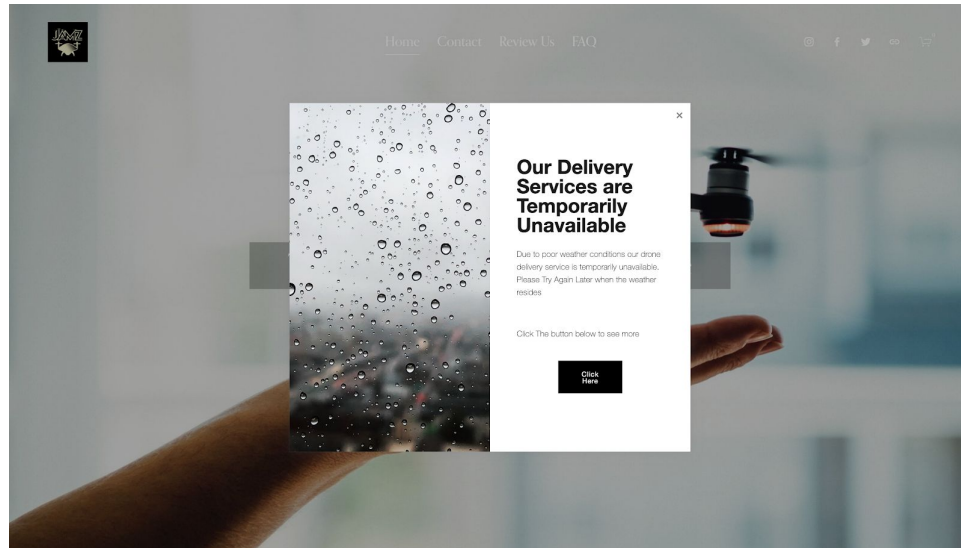 JAMZ
Home Contact Review Us FAQ
Our Delivery
Services are
Temporarily
Unavailable
Due to poor weather conditions our drone
delivery service is temporarily unavailable.
Please Try Again Later when the weather
resides
Click The button below to see more
Click
Here